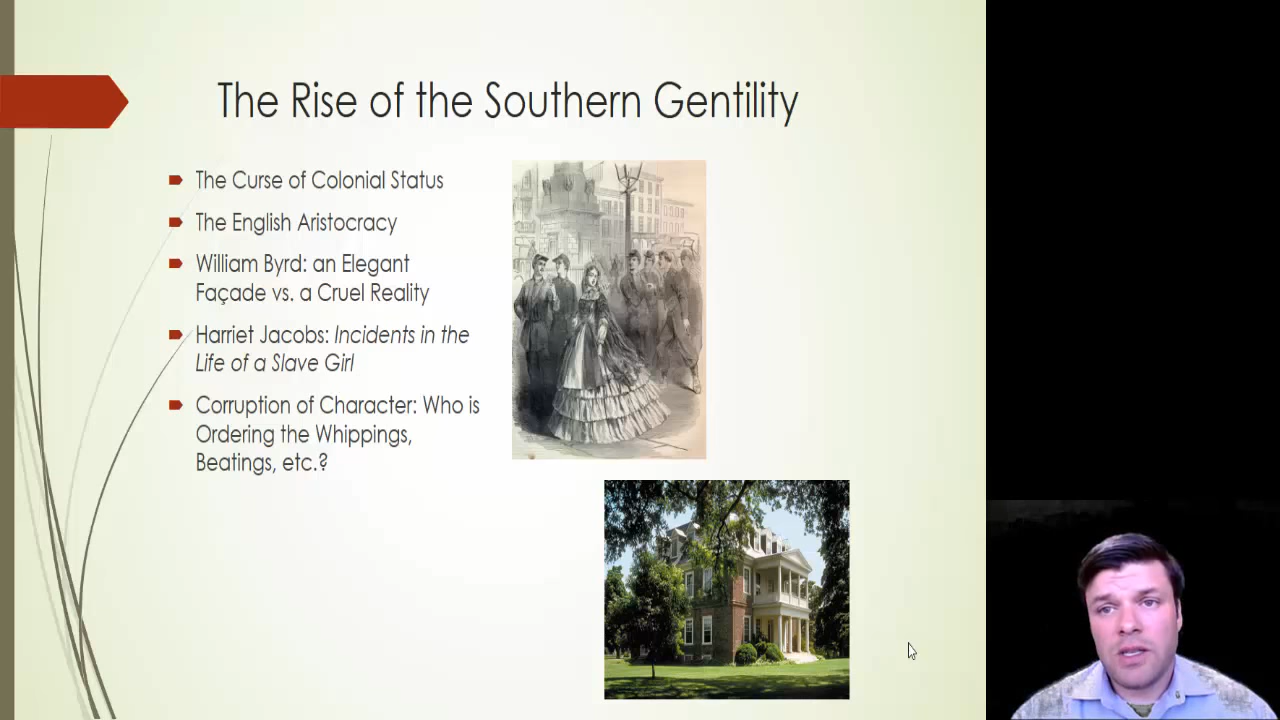 The Rise of the Southern Gentility
The Curse of Colonial Status
The English Aristocracy
William Byrd: an Elegant
Façade vs. a Cruel Reality
Harriet Jacobs: Incidents in the
Life of a Slave Girl
Corruption of Character: Who is
Ordering the Whippings,
Beatings, etc.?